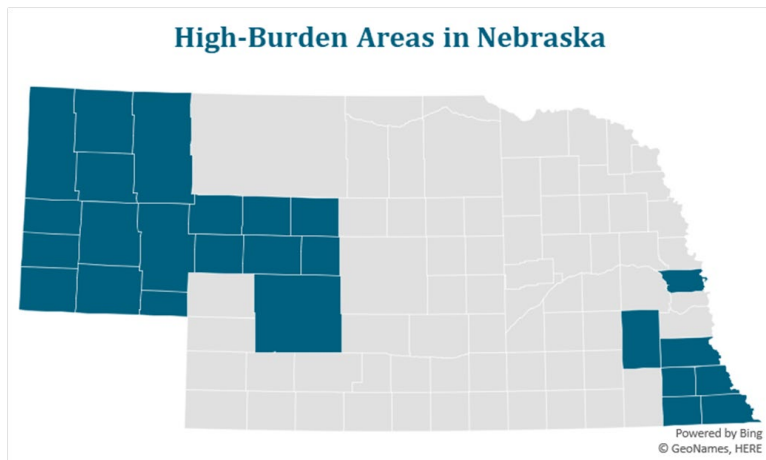 High-Burden Areas in Nebraska
Powered by Bing
© GeoNames, HERE